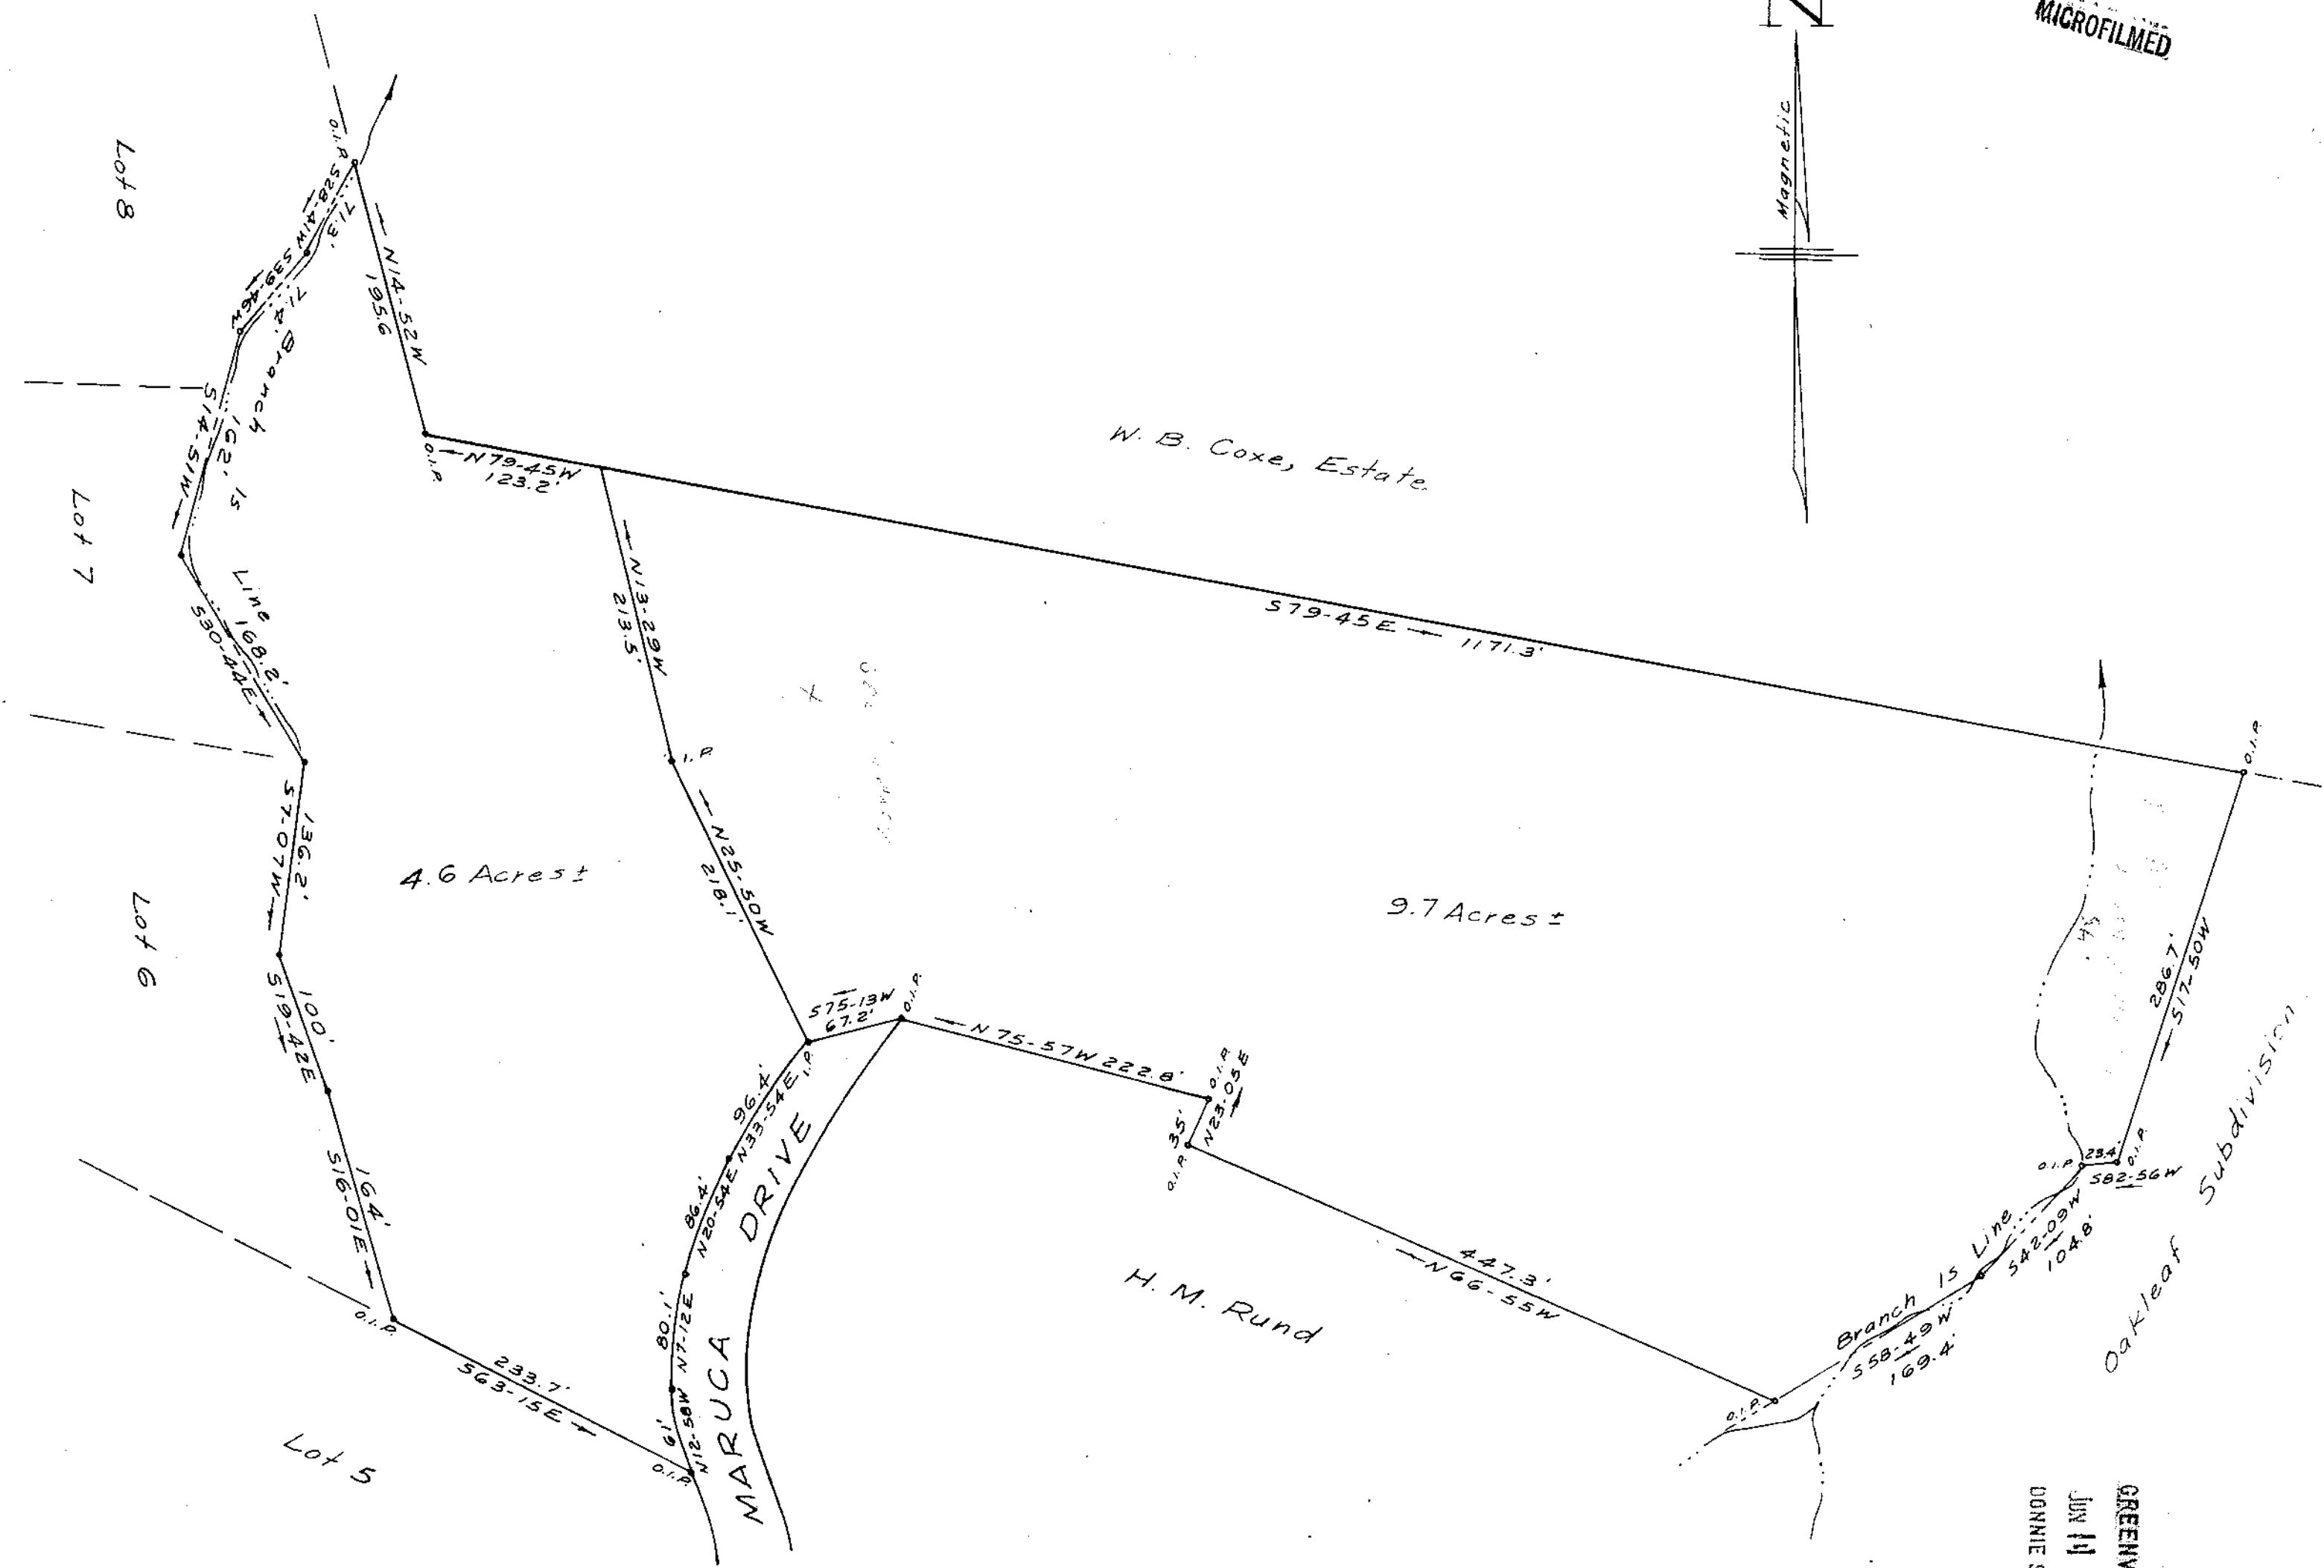 MICROFILMED
N
Magnetic
Lot 8
O.I.P.
S28-41W
71.3'
N14-52W
195.6
S39-46W
71.4'
Branch
is
Line
S14-51W
162'
O.I.P.
N79-45W
123.2'
W. B. Coxe, Estate
S79-45E
1171.3'
O.I.P.
Lot 7
S30-44E
168.2'
N13-29W
213.5'
I.P.
N25-50W
218.1'
136.2'
S7-07W
4.6 Acres ±
9.7 Acres ±
286.7'
S17-50W
Lot 6
100'
S19-42E
S75-13W
67.2'
O.I.P.
I.P.
N 75-57W 222.8'
O.I.P.
35'
N23-05E
O.I.P.
96.4'
N33-54E
86.4'
N20-54E
80.1'
N7-12E
61'
N12-58W
O.I.P.
MARUCA DRIVE
164'
S16-01E
O.I.P.
233.7'
S63-15E
Lot 5
447.3'
N66-55W
H. M. Rund
O.I.P.
23.4'
O.I.P.
S82-56W
S42-09W
104.8'
Branch is Line
S58-49W
169.4'
O.I.P.
Oakleaf Subdivision
GREENV
JUN 14
DONNIE S